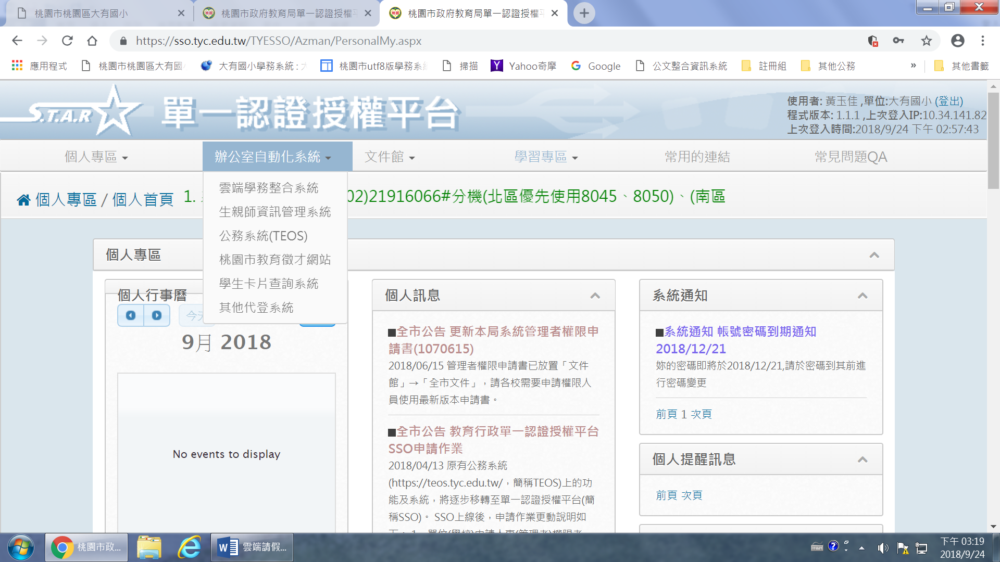 桃園市桃園區大有國小
桃園市政府教育局單一認證授權平
桃園市政府教育局單一認證授權平
https://sso.tyc.edu.tw/TYESSO/Azman/PersonalMy.aspx
應用程式 桃園市桃園區大有國 大有國小學務系統: 桃園市utf8版學務系 掃描 Yahoo奇摩 Google 公文整合資訊系統 註冊組 其他公務 » 其他書籤
S.T.A.R 單一認證授權平台
使用者: 黃玉佳 ,單位:大有國小 (登出)
程式版本: 1.1.1 ,上次登入IP:10.34.141.82
上次登入時間:2018/9/24 下午 02:57:43
個人專區 辦公室自動化系統 文件館 學習專區 常用的連結 常見問題QA
雲端學務整合系統
生親師資訊管理系統
公務系統(TEOS)
桃園市教育徵才網站
學生卡片查詢系統
其他代登系統
個人專區 / 個人首頁 1. 02)21916066#分機(北區優先使用8045、8050)、(南區
個人專區
個人行事曆
今天
9月 2018
No events to display
個人訊息
■全市公告 更新本局系統管理者權限申
請書(1070615)
2018/06/15 管理者權限申請書已放置「文件
館」→「全市文件」，請各校需要申請權限人
員使用最新版本申請書。
■全市公告 教育行政單一認證授權平台
SSO申請作業
2018/04/13 原有公務系統
(https://teos.tyc.edu.tw/，簡稱TEOS)上的功
能及系統，將逐步移轉至單一認證授權平台(簡
稱SSO)。 SSO上線後，申請作業更動說明如
系統通知
■系統通知 帳號密碼到期通知
2018/12/21
妳的密碼即將於2018/12/21,請於密碼到其前進
行密碼變更
前頁 1 次頁
個人提醒訊息
前頁 次頁
桃園市政...
雲端請假...
下午 03:19
2018/9/24